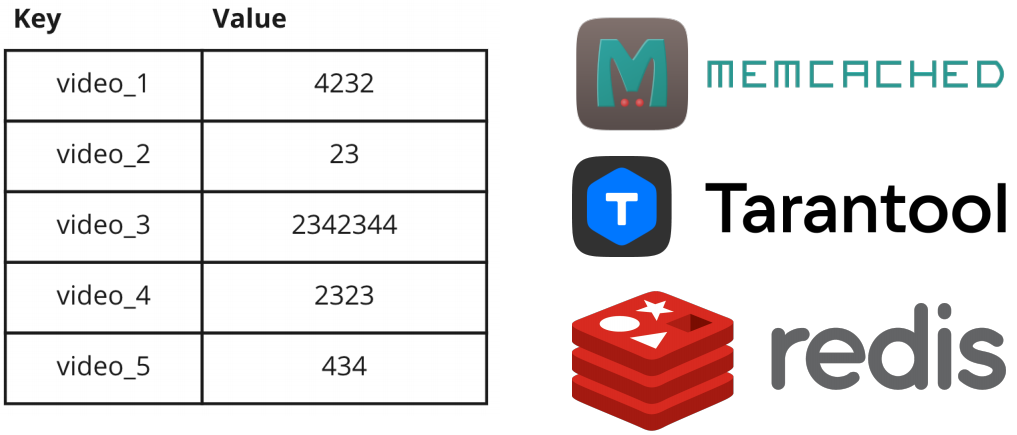 Key Value
video_1 4232
video_2 23
video_3 2342344
video_4 2323
video_5 434
M MEMCACHED
T Tarantool
redis